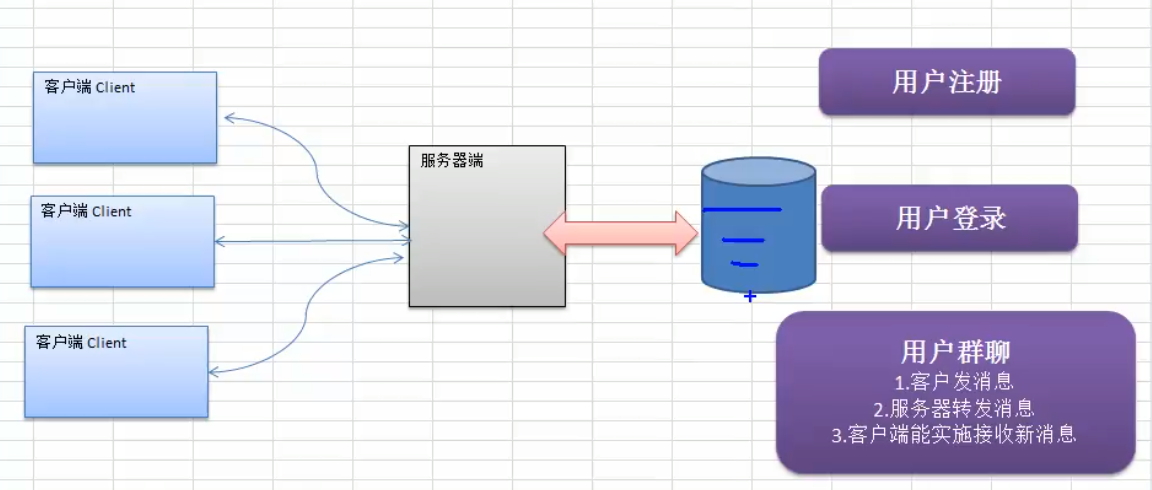 客户端 Client
客户端 Client
客户端 Client
服务器端
用户注册
用户登录
用户群聊
1.客户发消息
2.服务器转发消息
3.客户端能实施接收新消息